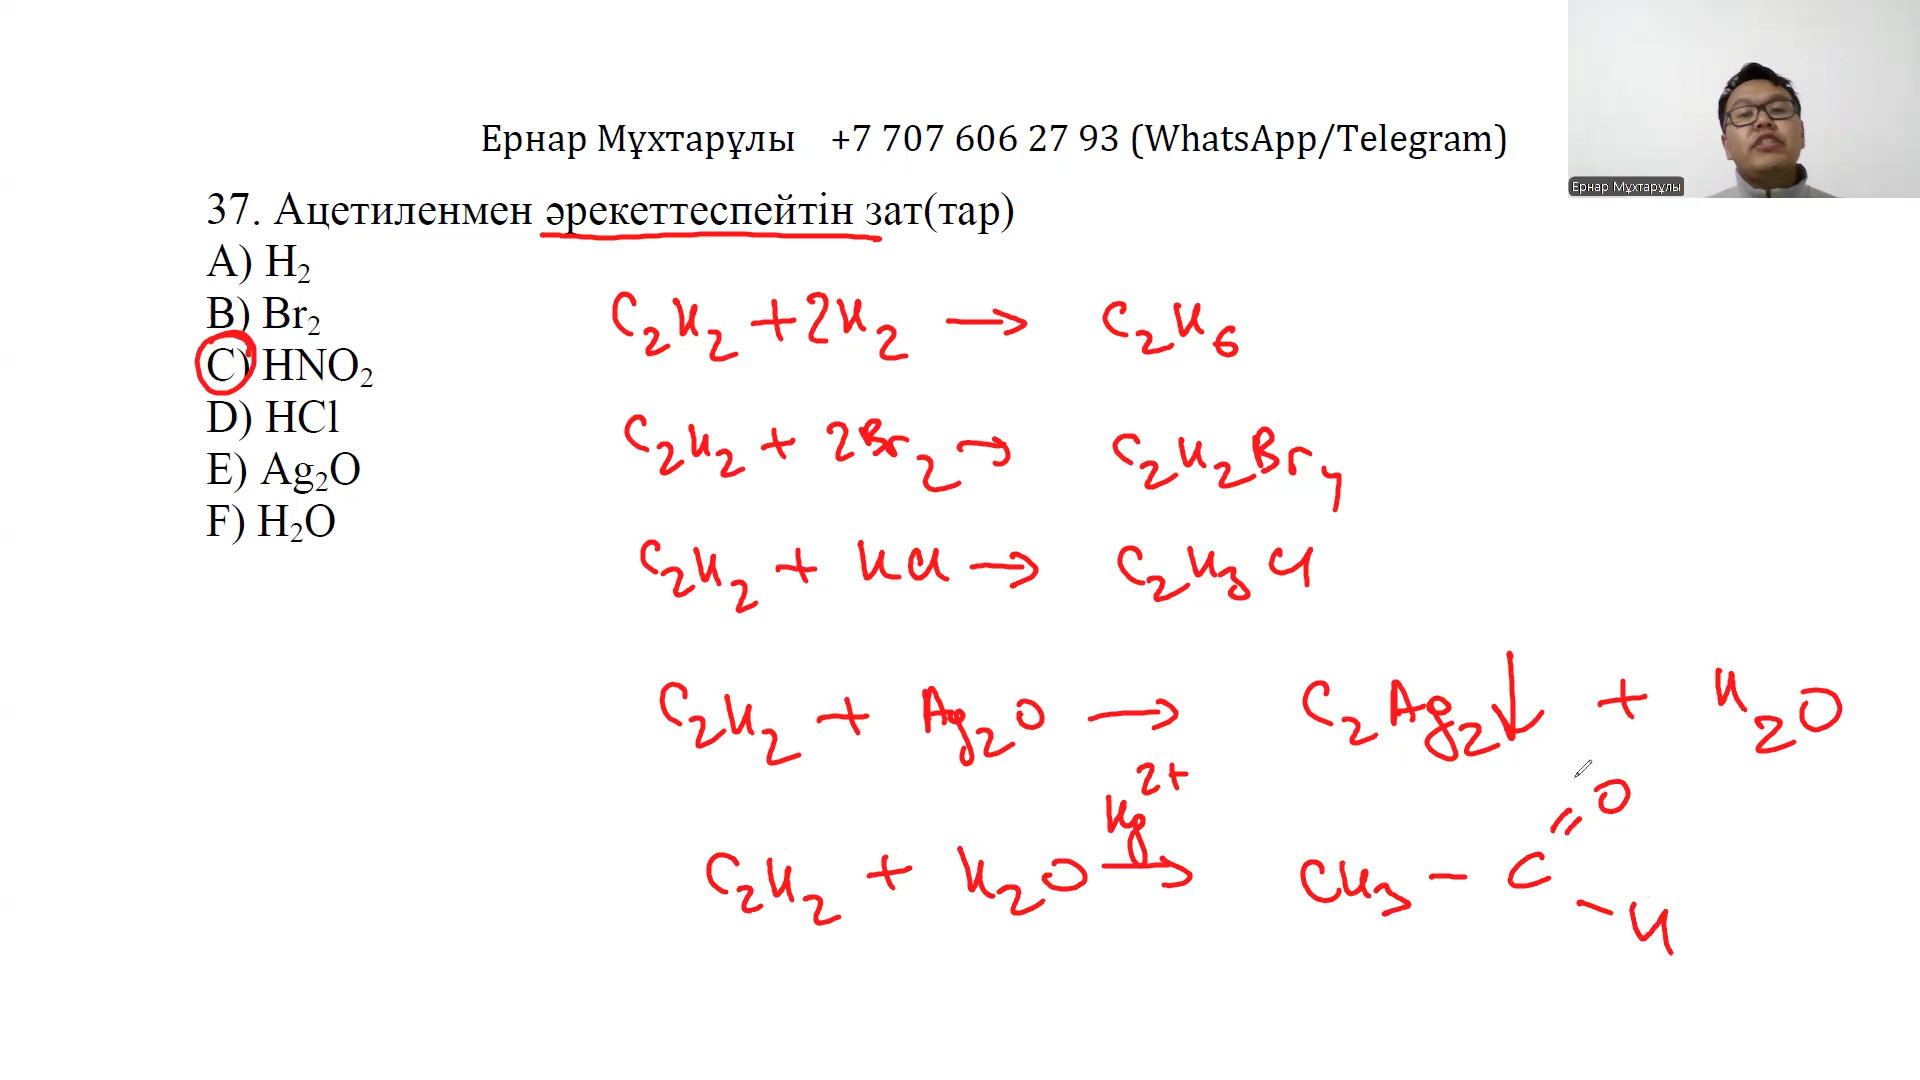 Ернар Мұхтарұлы +7 707 606 27 93 (WhatsApp/Telegram)
Ернар Мұхтарұлы
37. Ацетиленмен әрекеттеспейтін зат(тар)
A) H₂
B) Br₂
C) HNO₂
D) HCl
E) Ag₂O
F) H₂O
C₂H₂ + 2H₂ → C₂H₆
C₂H₂ + 2Br₂ → C₂H₂Br₄
C₂H₂ + HCl → C₂H₃Cl
C₂H₂ + Ag₂O → C₂Ag₂↓ + H₂O
Hg²⁺
C₂H₂ + H₂O → CH₃ – C =O –H